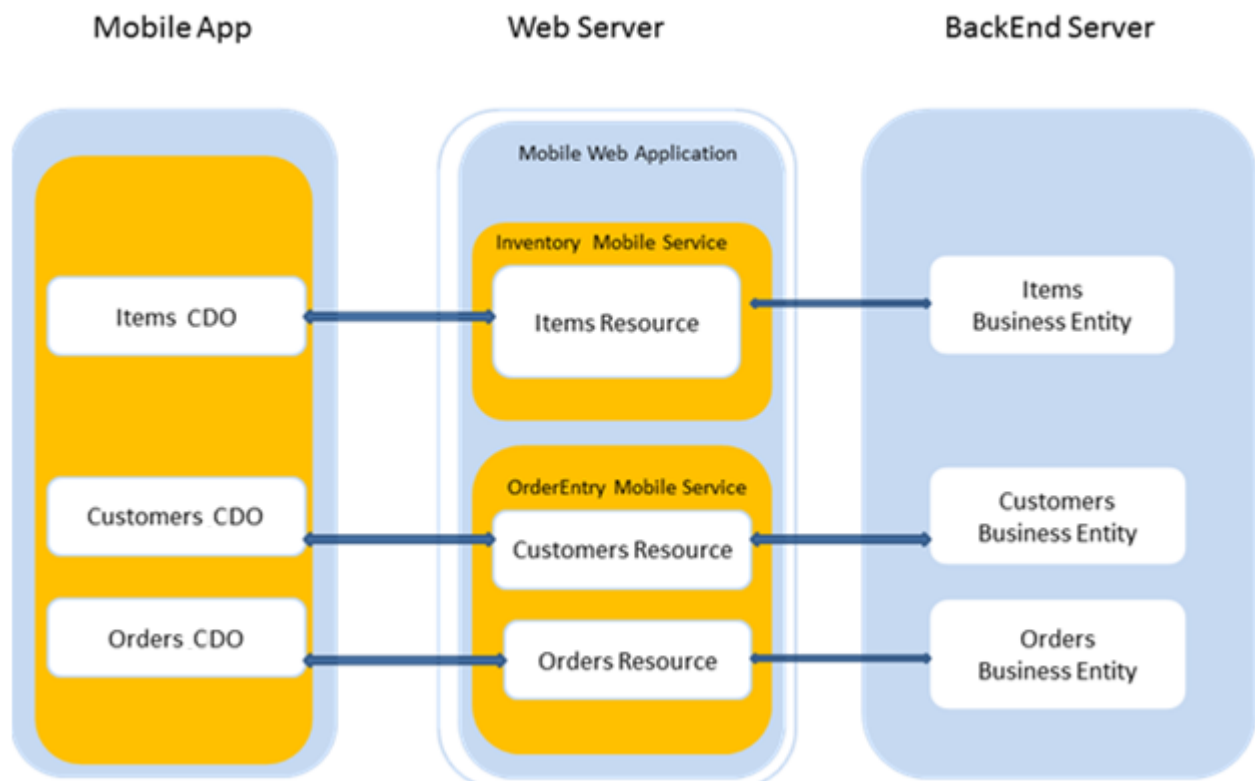 Mobile App
Web Server
BackEnd Server
Mobile Web Application
Inventory Mobile Service
Items CDO
Items Resource
Items
Business Entity
OrderEntry Mobile Service
Customers CDO
Customers Resource
Customers
Business Entity
Orders CDO
Orders Resource
Orders
Business Entity